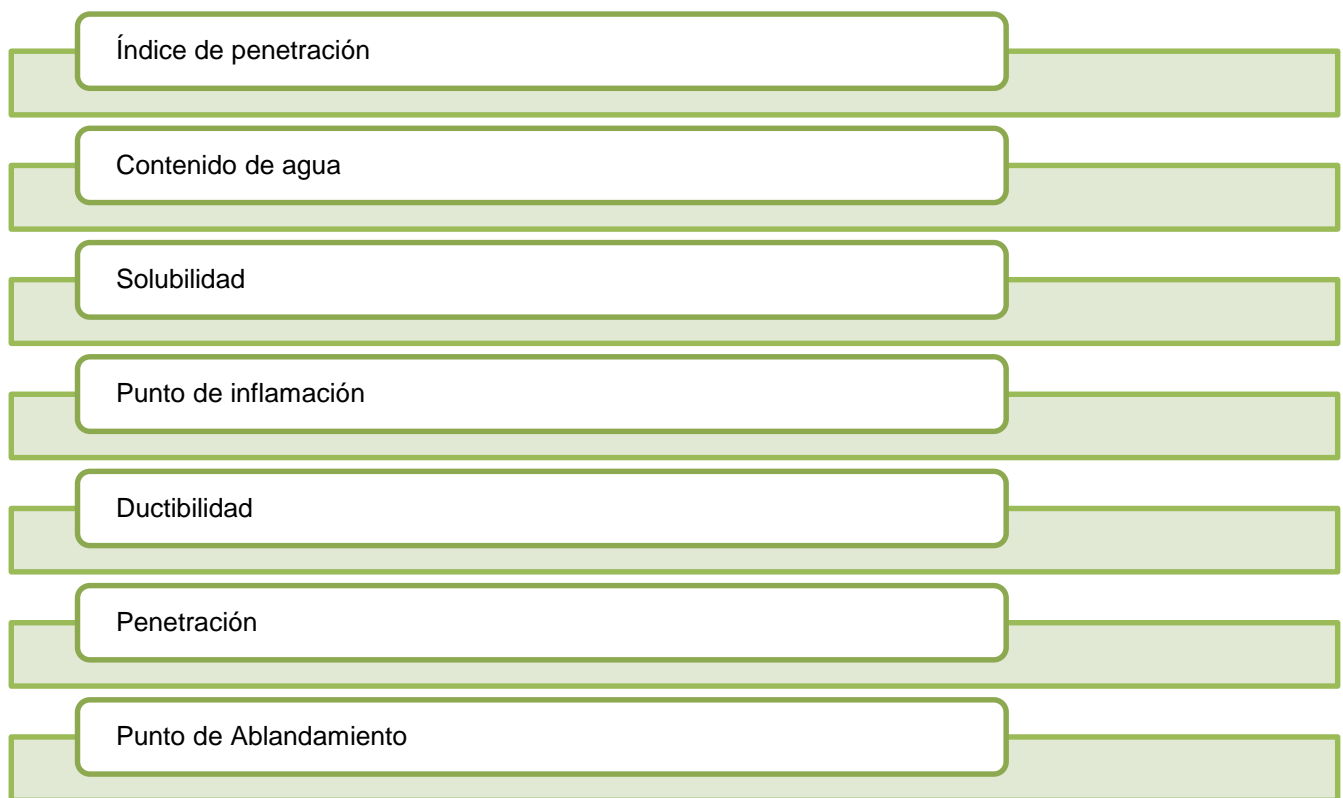 Índice de penetración
Contenido de agua
Solubilidad
Punto de inflamación
Ductibilidad
Penetración
Punto de Ablandamiento